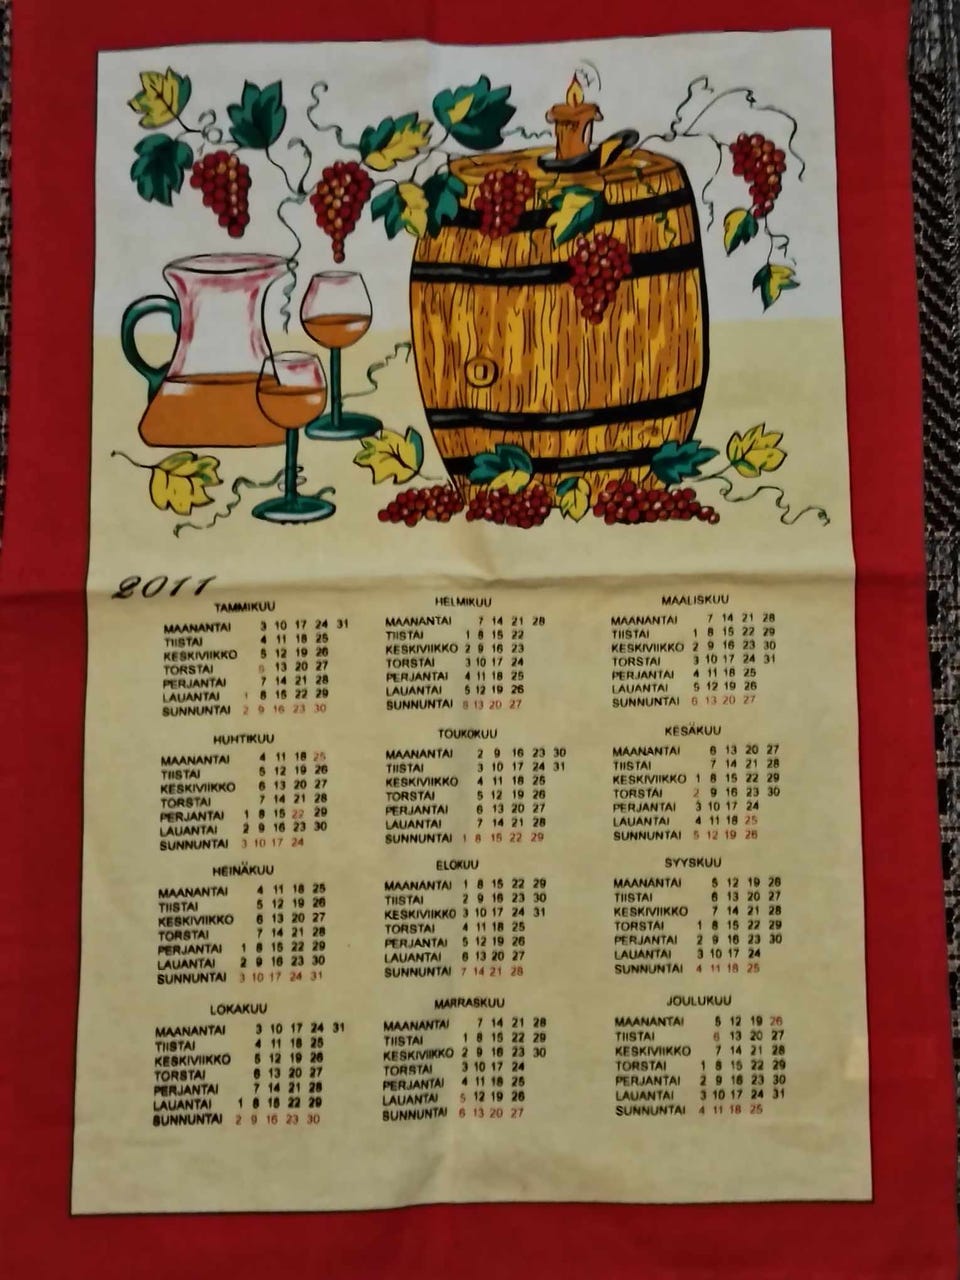 2011
TAMMIKUU
MAANANTAI 3 10 17 24 31
TIISTAI 4 11 18 25
KESKIVIIKKO 5 12 19 26
TORSTAI 6 13 20 27
PERJANTAI 7 14 21 28
LAUANTAI 1 8 15 22 29
SUNNUNTAI 2 9 16 23 30
HELMIKUU
MAANANTAI 7 14 21 28
TIISTAI 1 8 15 22
KESKIVIIKKO 2 9 16 23
TORSTAI 3 10 17 24
PERJANTAI 4 11 18 25
LAUANTAI 5 12 19 26
SUNNUNTAI 6 13 20 27
MAALISKUU
MAANANTAI 7 14 21 28
TIISTAI 1 8 15 22 29
KESKIVIIKKO 2 9 16 23 30
TORSTAI 3 10 17 24 31
PERJANTAI 4 11 18 25
LAUANTAI 5 12 19 26
SUNNUNTAI 6 13 20 27
HUHTIKUU
MAANANTAI 4 11 18 25
TIISTAI 5 12 19 26
KESKIVIIKKO 6 13 20 27
TORSTAI 7 14 21 28
PERJANTAI 1 8 15 22 29
LAUANTAI 2 9 16 23 30
SUNNUNTAI 3 10 17 24
TOUKOKUU
MAANANTAI 2 9 16 23 30
TIISTAI 3 10 17 24 31
KESKIVIIKKO 4 11 18 25
TORSTAI 5 12 19 26
PERJANTAI 6 13 20 27
LAUANTAI 7 14 21 28
SUNNUNTAI 1 8 15 22 29
KESÄKUU
MAANANTAI 6 13 20 27
TIISTAI 7 14 21 28
KESKIVIIKKO 1 8 15 22 29
TORSTAI 2 9 16 23 30
PERJANTAI 3 10 17 24
LAUANTAI 4 11 18 25
SUNNUNTAI 5 12 19 26
HEINÄKUU
MAANANTAI 4 11 18 25
TIISTAI 5 12 19 26
KESKIVIIKKO 6 13 20 27
TORSTAI 7 14 21 28
PERJANTAI 1 8 15 22 29
LAUANTAI 2 9 16 23 30
SUNNUNTAI 3 10 17 24 31
ELOKUU
MAANANTAI 1 8 15 22 29
TIISTAI 2 9 16 23 30
KESKIVIIKKO 3 10 17 24 31
TORSTAI 4 11 18 25
PERJANTAI 5 12 19 26
LAUANTAI 6 13 20 27
SUNNUNTAI 7 14 21 28
SYYSKUU
MAANANTAI 5 12 19 26
TIISTAI 6 13 20 27
KESKIVIIKKO 7 14 21 28
TORSTAI 1 8 15 22 29
PERJANTAI 2 9 16 23 30
LAUANTAI 3 10 17 24
SUNNUNTAI 4 11 18 25
LOKAKUU
MAANANTAI 3 10 17 24 31
TIISTAI 4 11 18 25
KESKIVIIKKO 5 12 19 26
TORSTAI 6 13 20 27
PERJANTAI 7 14 21 28
LAUANTAI 1 8 15 22 29
SUNNUNTAI 2 9 16 23 30
MARRASKUU
MAANANTAI 7 14 21 28
TIISTAI 1 8 15 22 29
KESKIVIIKKO 2 9 16 23 30
TORSTAI 3 10 17 24
PERJANTAI 4 11 18 25
LAUANTAI 5 12 19 26
SUNNUNTAI 6 13 20 27
JOULUKUU
MAANANTAI 5 12 19 26
TIISTAI 6 13 20 27
KESKIVIIKKO 7 14 21 28
TORSTAI 1 8 15 22 29
PERJANTAI 2 9 16 23 30
LAUANTAI 3 10 17 24 31
SUNNUNTAI 4 11 18 25